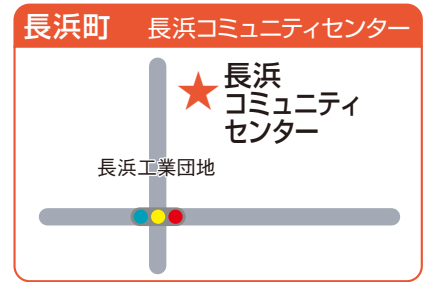 長浜町 長浜コミュニティセンター
長浜
コミュニティ
センター
長浜工業団地